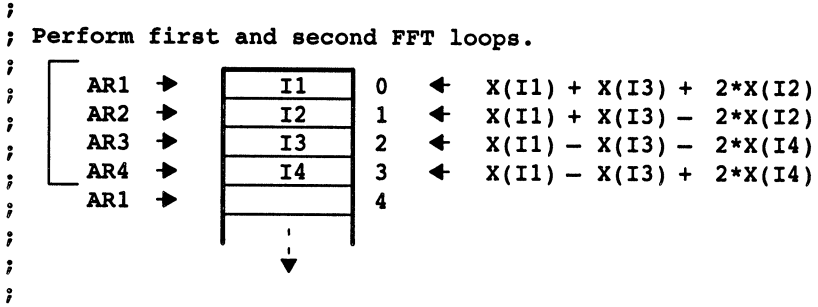 ;
; Perform first and second FFT loops.
;
; AR1 → I1 0 ← X(I1) + X(I3) + 2*X(I2)
; AR2 → I2 1 ← X(I1) + X(I3) − 2*X(I2)
; AR3 → I3 2 ← X(I1) − X(I3) − 2*X(I4)
; AR4 → I4 3 ← X(I1) − X(I3) + 2*X(I4)
; AR1 → 4
;
;
;